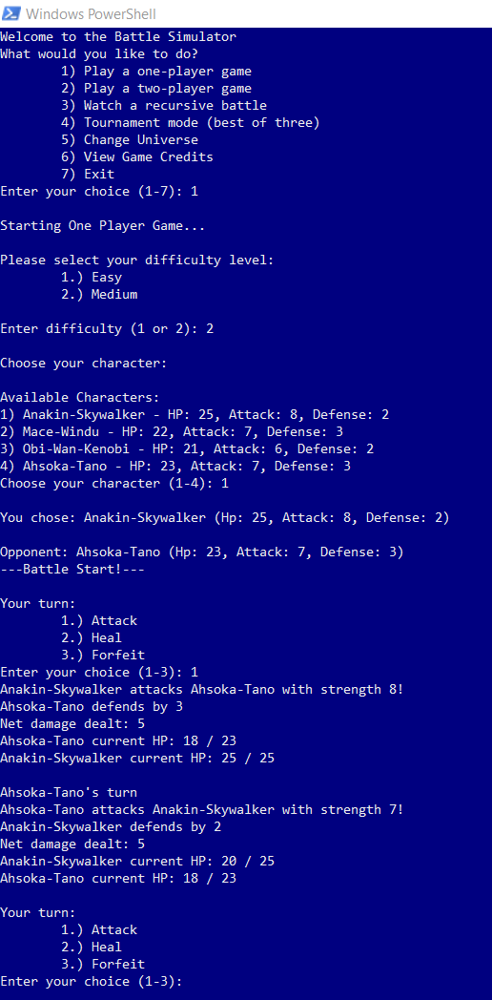 Windows PowerShell
Welcome to the Battle Simulator
What would you like to do?
1) Play a one-player game
2) Play a two-player game
3) Watch a recursive battle
4) Tournament mode (best of three)
5) Change Universe
6) View Game Credits
7) Exit
Enter your choice (1-7): 1
Starting One Player Game...
Please select your difficulty level:
1.) Easy
2.) Medium
Enter difficulty (1 or 2): 2
Choose your character:
Available Characters:
1) Anakin-Skywalker - HP: 25, Attack: 8, Defense: 2
2) Mace-Windu - HP: 22, Attack: 7, Defense: 3
3) Obi-Wan-Kenobi - HP: 21, Attack: 6, Defense: 2
4) Ahsoka-Tano - HP: 23, Attack: 7, Defense: 3
Choose your character (1-4): 1
You chose: Anakin-Skywalker (Hp: 25, Attack: 8, Defense: 2)
Opponent: Ahsoka-Tano (Hp: 23, Attack: 7, Defense: 3)
---Battle Start!---
Your turn:
1.) Attack
2.) Heal
3.) Forfeit
Enter your choice (1-3): 1
Anakin-Skywalker attacks Ahsoka-Tano with strength 8!
Ahsoka-Tano defends by 3
Net damage dealt: 5
Ahsoka-Tano current HP: 18 / 23
Anakin-Skywalker current HP: 25 / 25
Ahsoka-Tano's turn
Ahsoka-Tano attacks Anakin-Skywalker with strength 7!
Anakin-Skywalker defends by 2
Net damage dealt: 5
Anakin-Skywalker current HP: 20 / 25
Ahsoka-Tano current HP: 18 / 23
Your turn:
1.) Attack
2.) Heal
3.) Forfeit
Enter your choice (1-3):